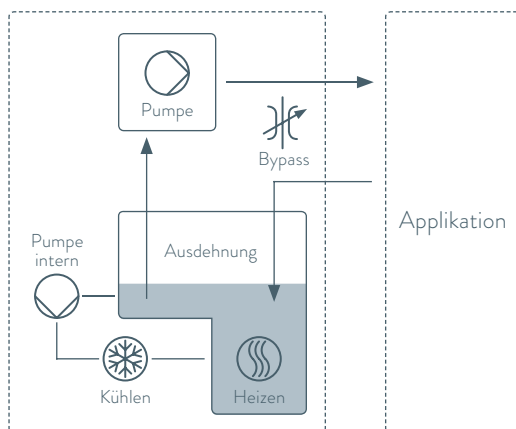 Pumpe
Bypass
Applikation
Pumpe
intern
Ausdehnung
Kühlen
Heizen